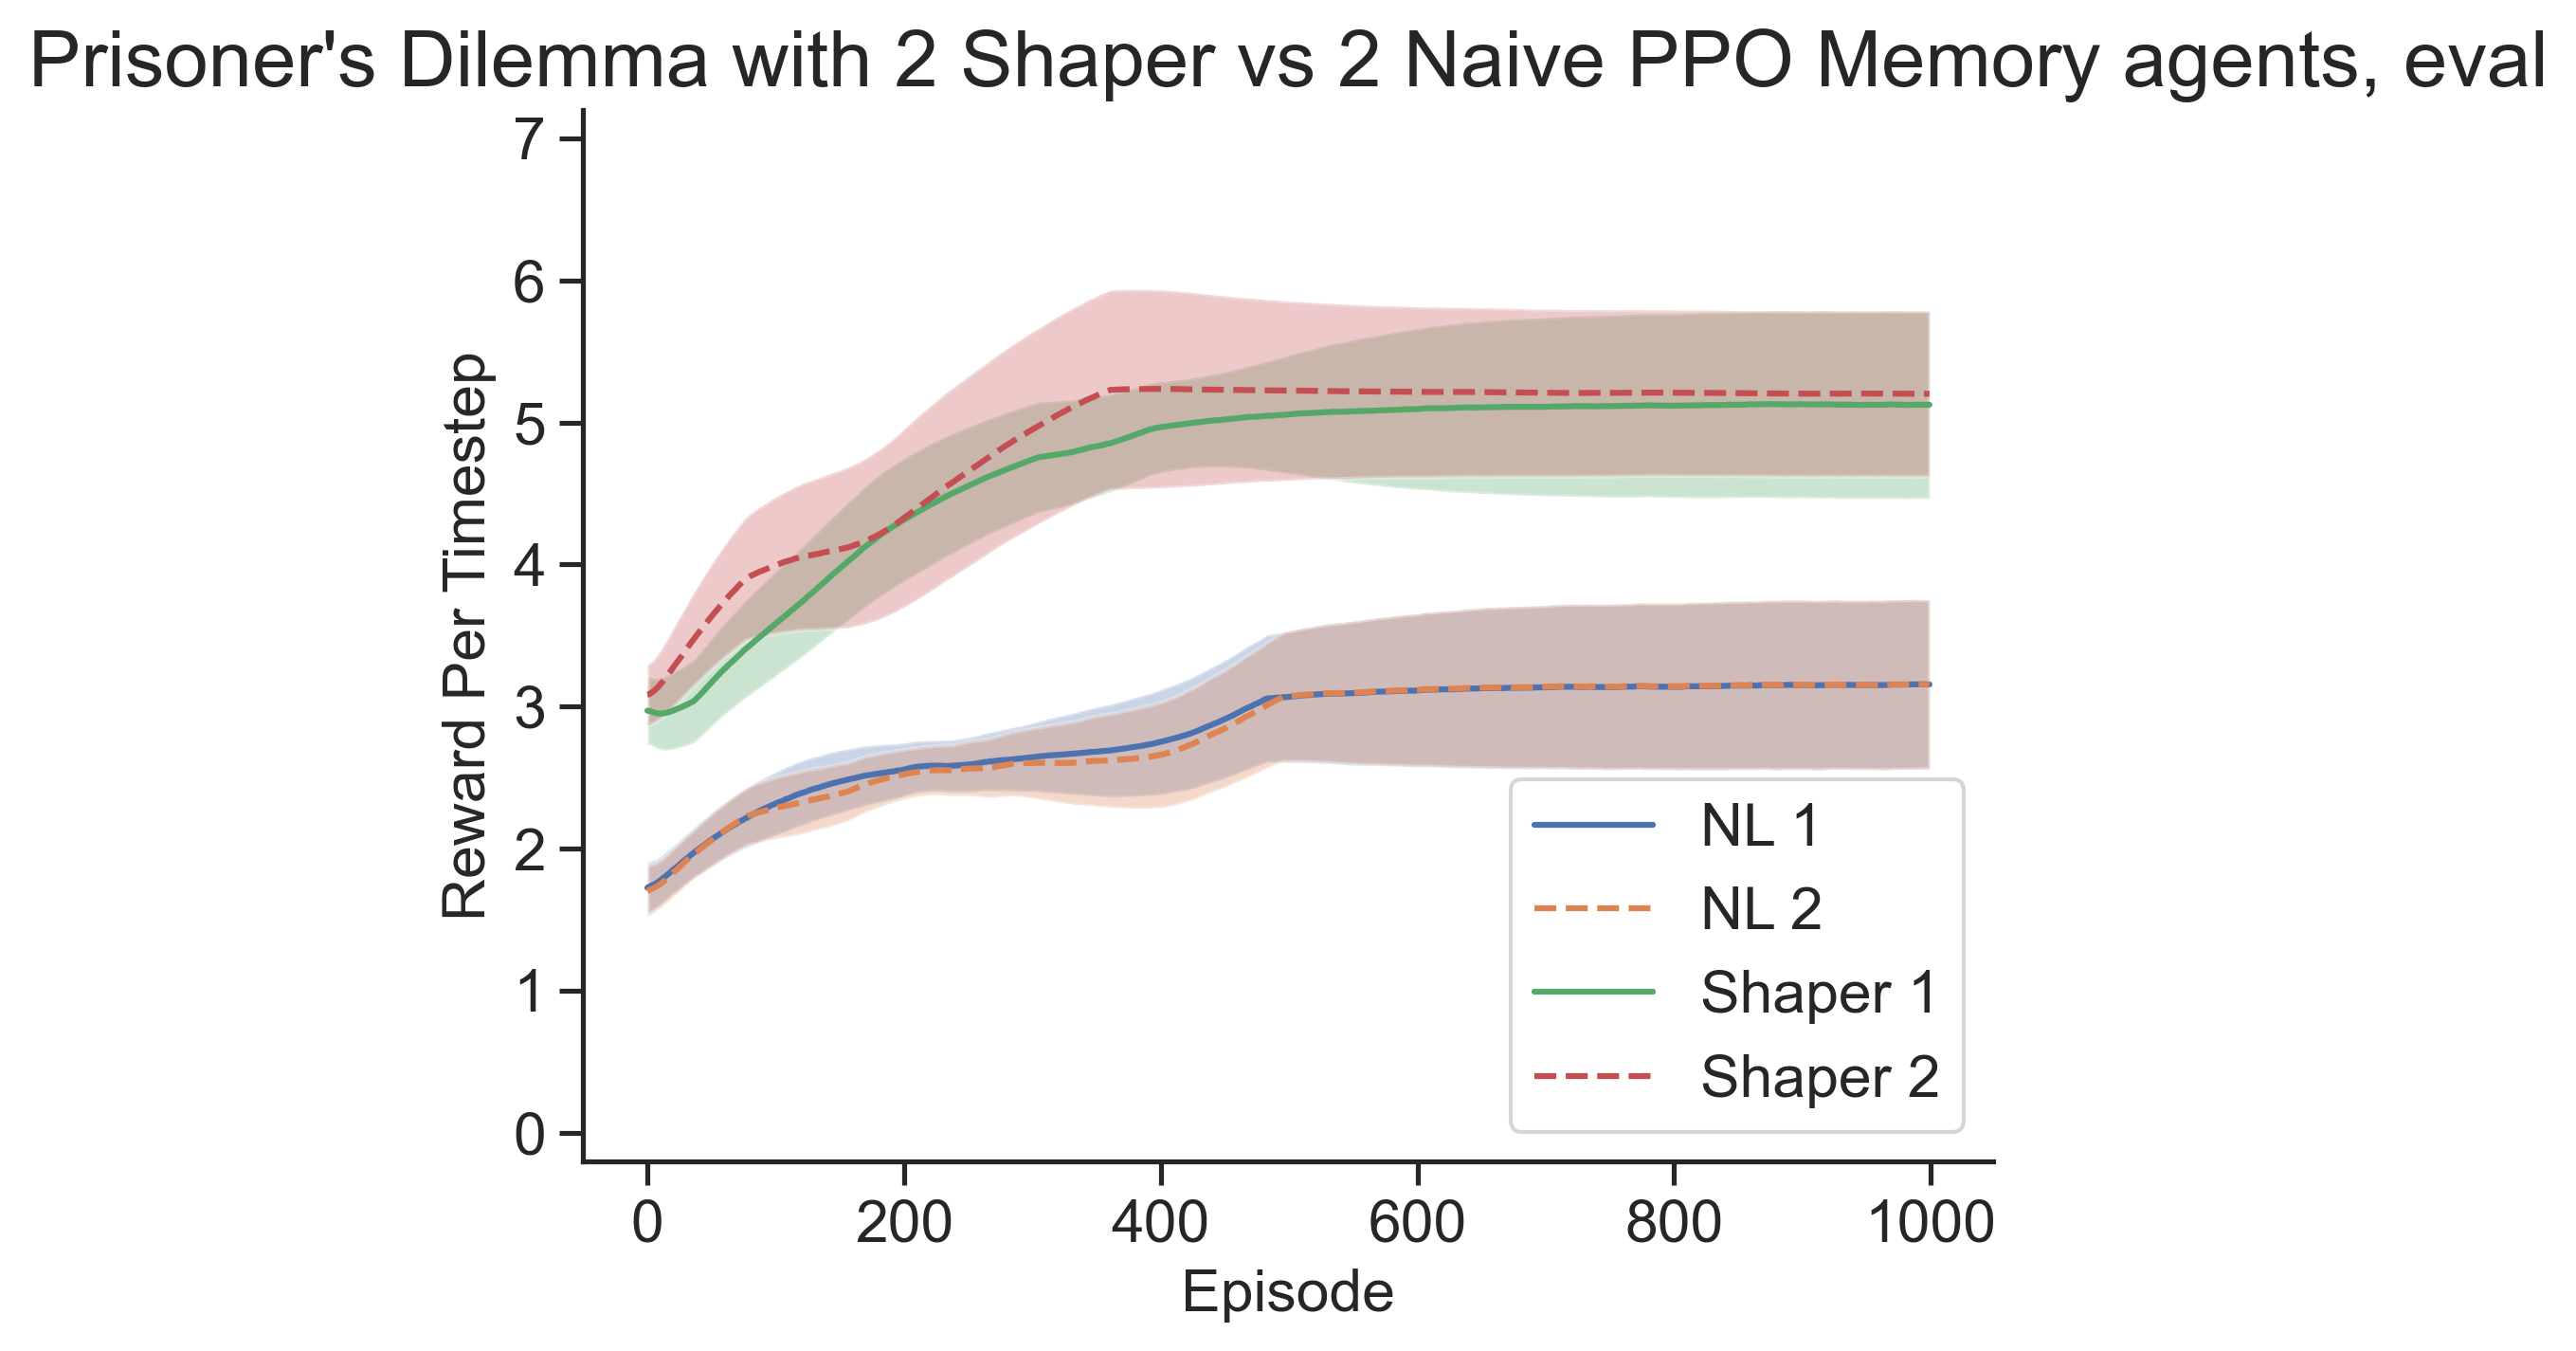 Prisoner's Dilemma with 2 Shaper vs 2 Naive PPO Memory agents, eval
Reward Per Timestep
7
6
5
4
3
2
1
0
NL 1
NL 2
Shaper 1
Shaper 2
0 200 400 600 800 1000
Episode